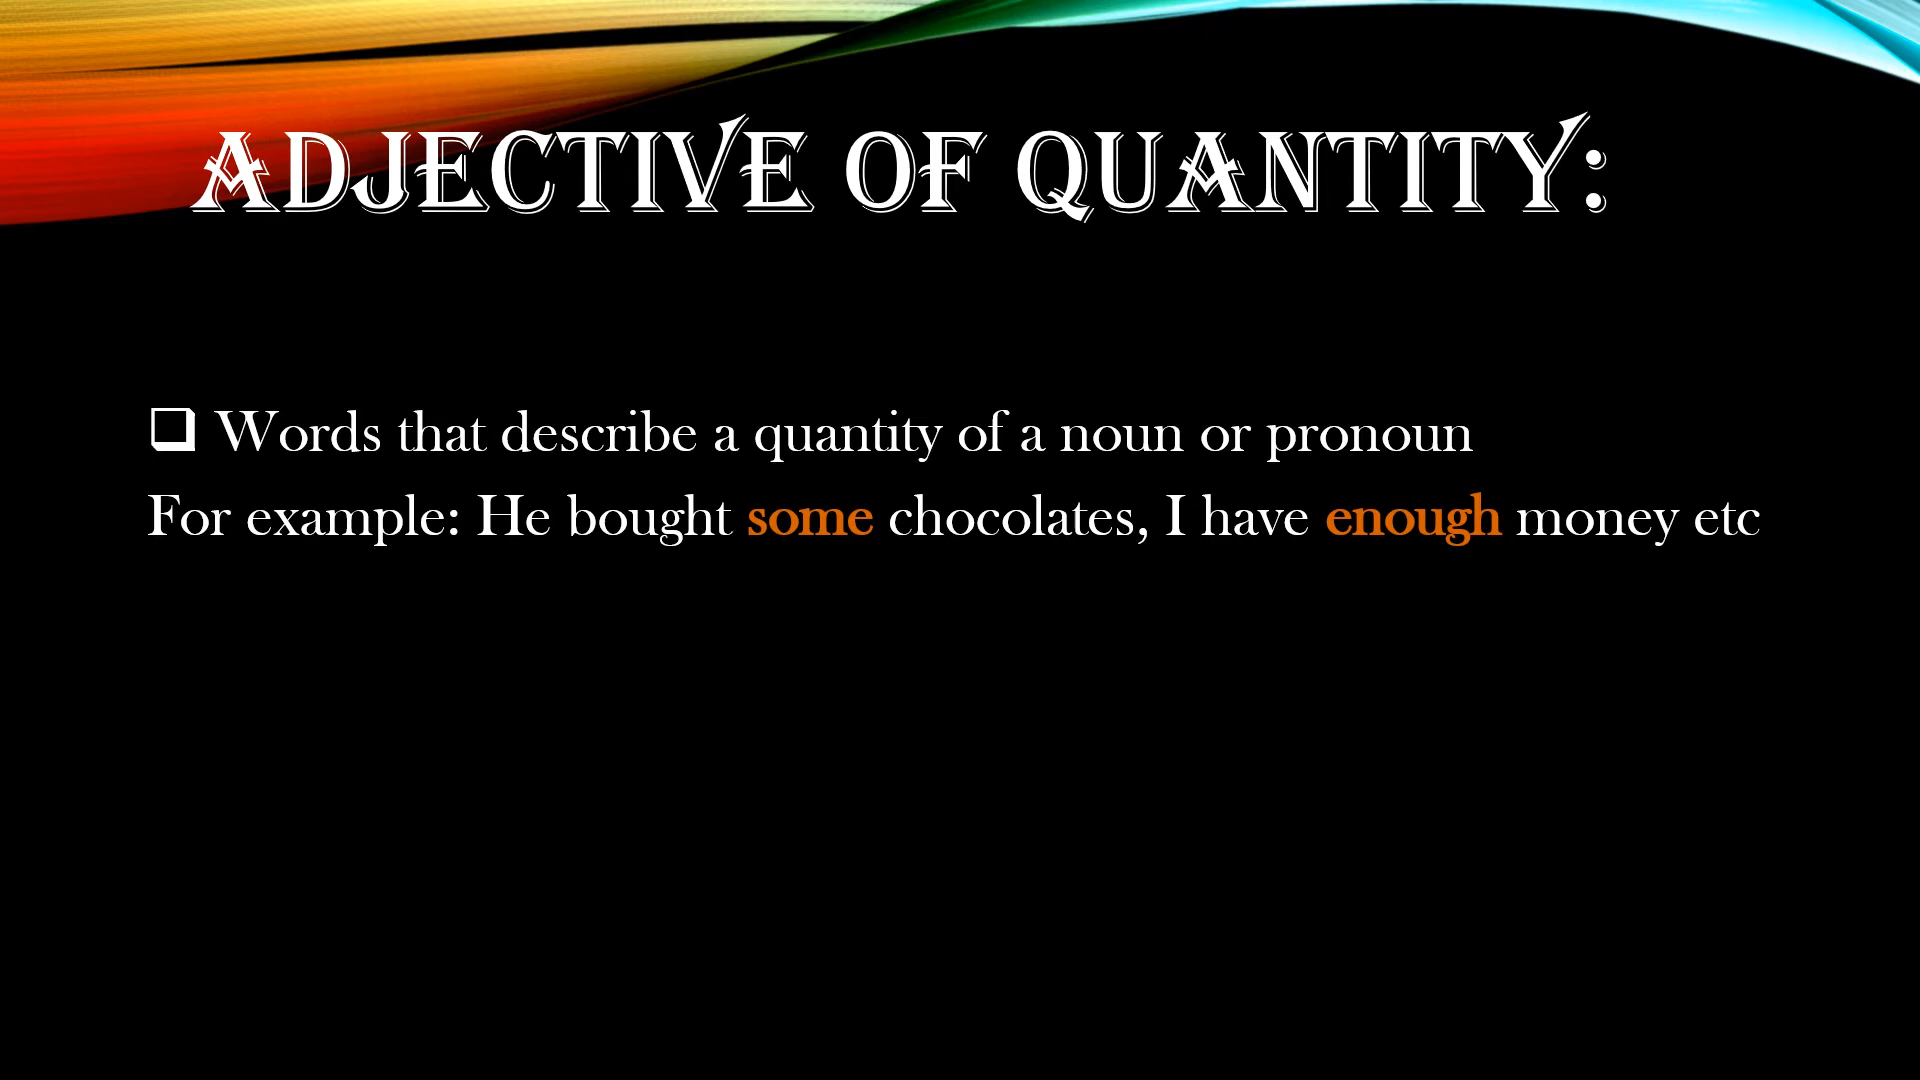 ADJECTIVE OF QUANTITY:
❑ Words that describe a quantity of a noun or pronoun
For example: He bought some chocolates, I have enough money etc